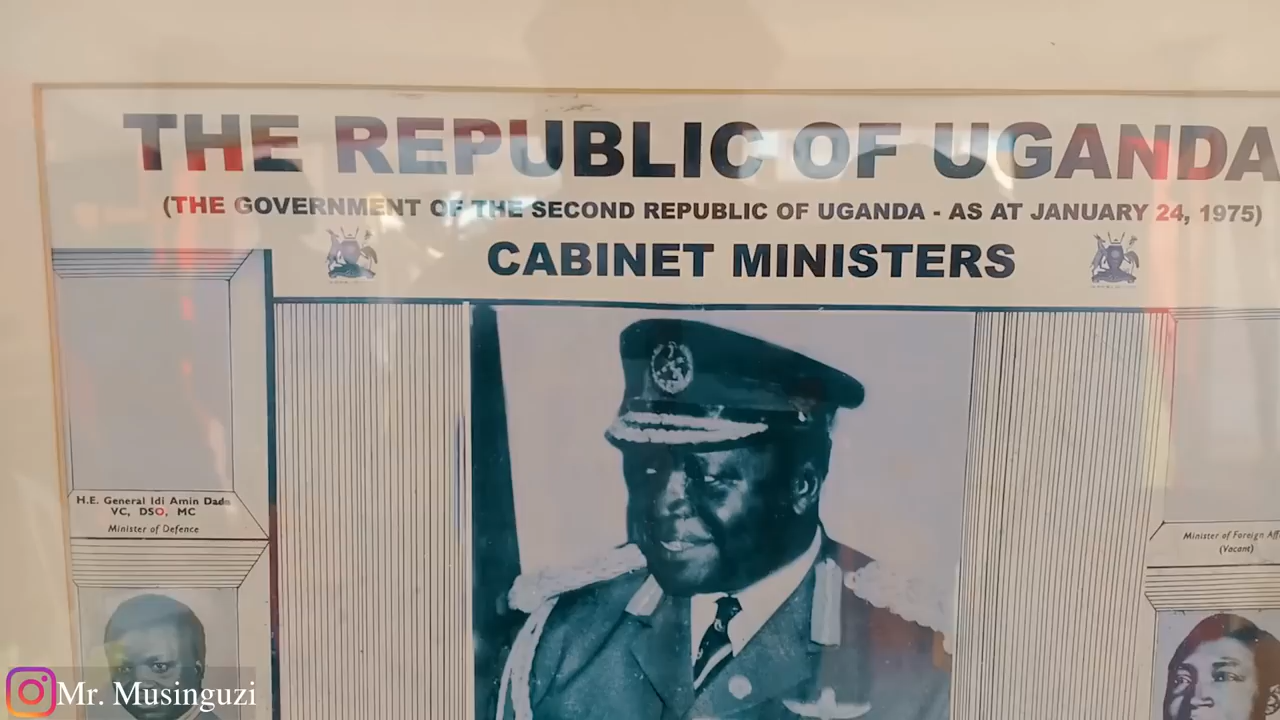 THE REPUBLIC OF UGANDA
(THE GOVERNMENT OF THE SECOND REPUBLIC OF UGANDA - AS AT JANUARY 24, 1975)
CABINET MINISTERS
H.E. General Idi Amin Dada
VC, DSO, MC
Minister of Defence
Minister of Foreign Aff
(Vacant)
Mr. Musinguzi